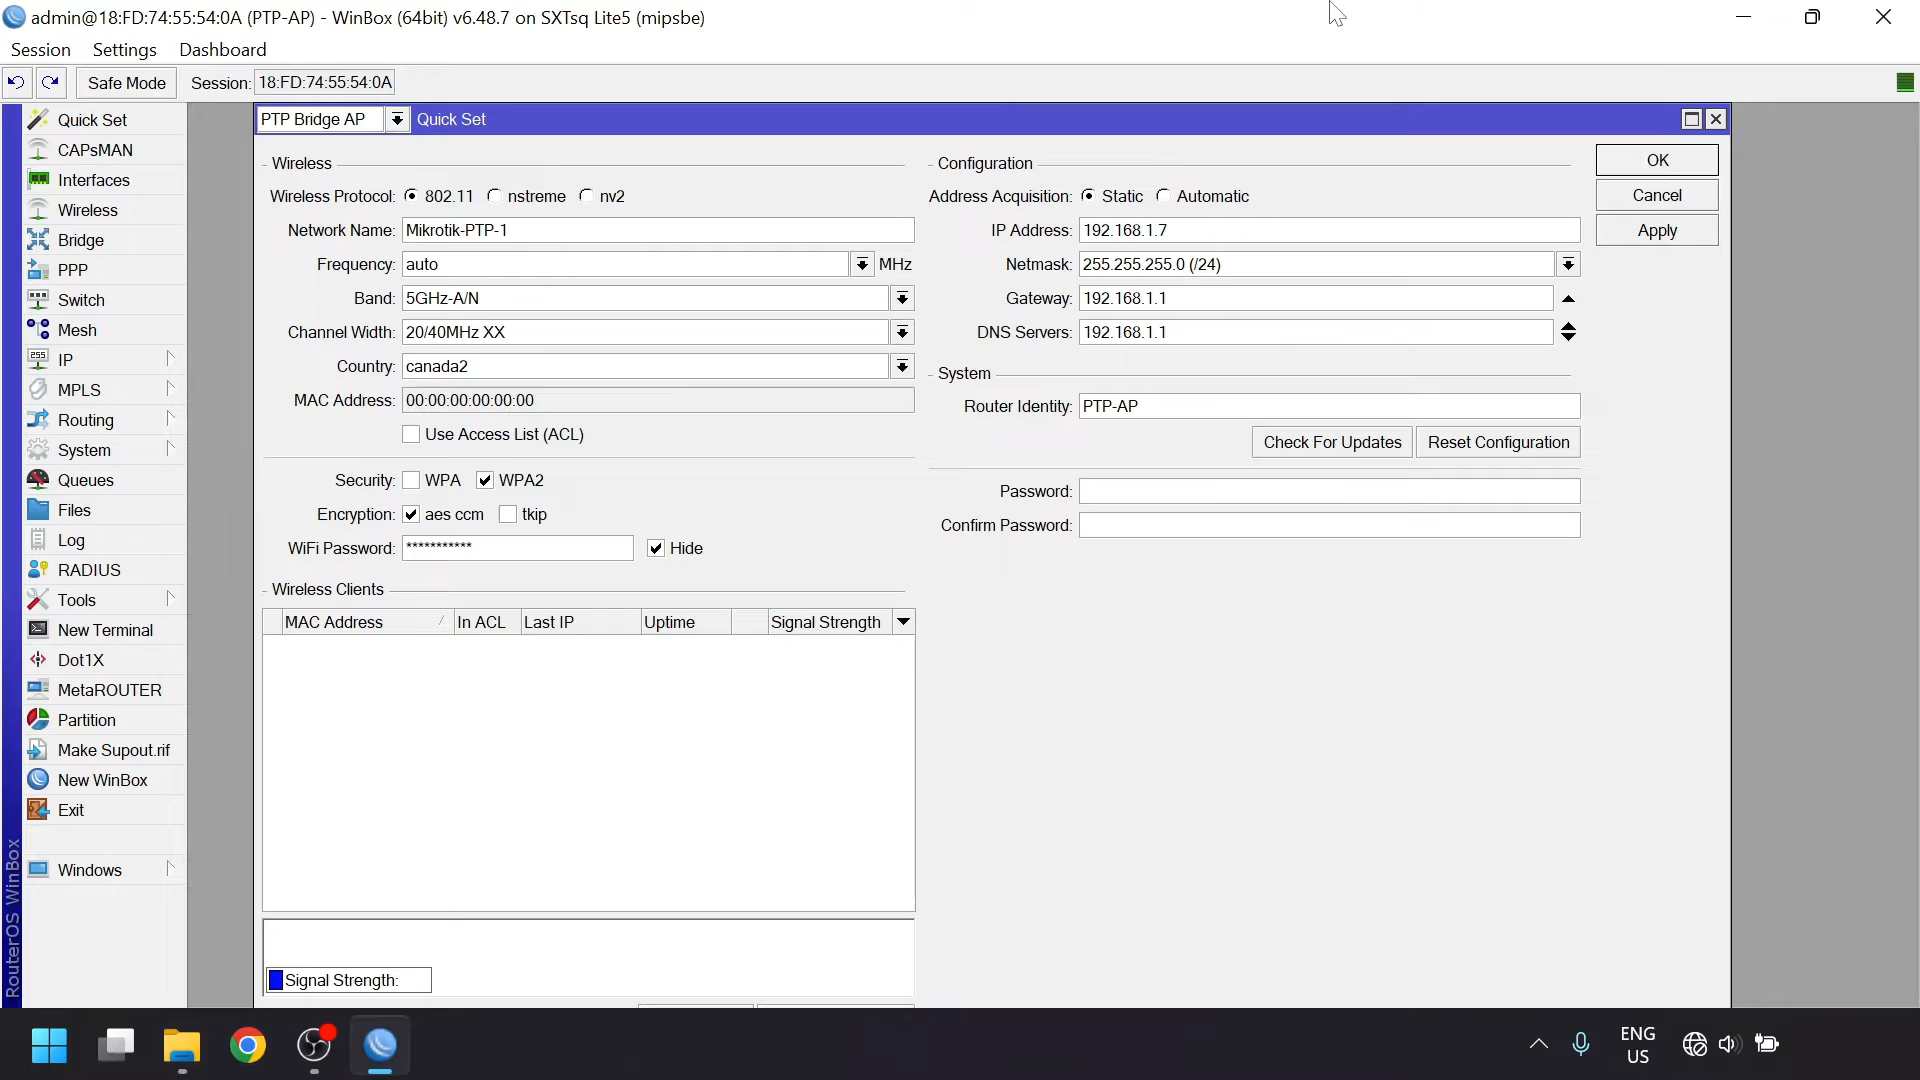 admin@18:FD:74:55:54:0A (PTP-AP) - WinBox (64bit) v6.48.7 on SXTsq Lite5 (mipsbe)
Session Settings Dashboard
Safe Mode Session: 18:FD:74:55:54:0A
Quick Set
CAPsMAN
Interfaces
Wireless
Bridge
PPP
Switch
Mesh
255 IP
MPLS
Routing
System
Queues
Files
Log
RADIUS
Tools
New Terminal
Dot1X
MetaROUTER
Partition
Make Supout.rif
New WinBox
Exit
Windows
RouterOS WinBox
PTP Bridge AP Quick Set
Wireless
Wireless Protocol: 802.11 nstreme nv2
Network Name: Mikrotik-PTP-1
Frequency: auto MHz
Band: 5GHz-A/N
Channel Width: 20/40MHz XX
Country: canada2
MAC Address: 00:00:00:00:00:00
Use Access List (ACL)
Security: WPA WPA2
Encryption: aes ccm tkip
WiFi Password: *********** Hide
Wireless Clients
MAC Address In ACL Last IP Uptime Signal Strength
Signal Strength:
Configuration
Address Acquisition: Static Automatic
IP Address: 192.168.1.7
Netmask: 255.255.255.0 (/24)
Gateway: 192.168.1.1
DNS Servers: 192.168.1.1
System
Router Identity: PTP-AP
Check For Updates Reset Configuration
Password:
Confirm Password:
OK
Cancel
Apply
ENG
US